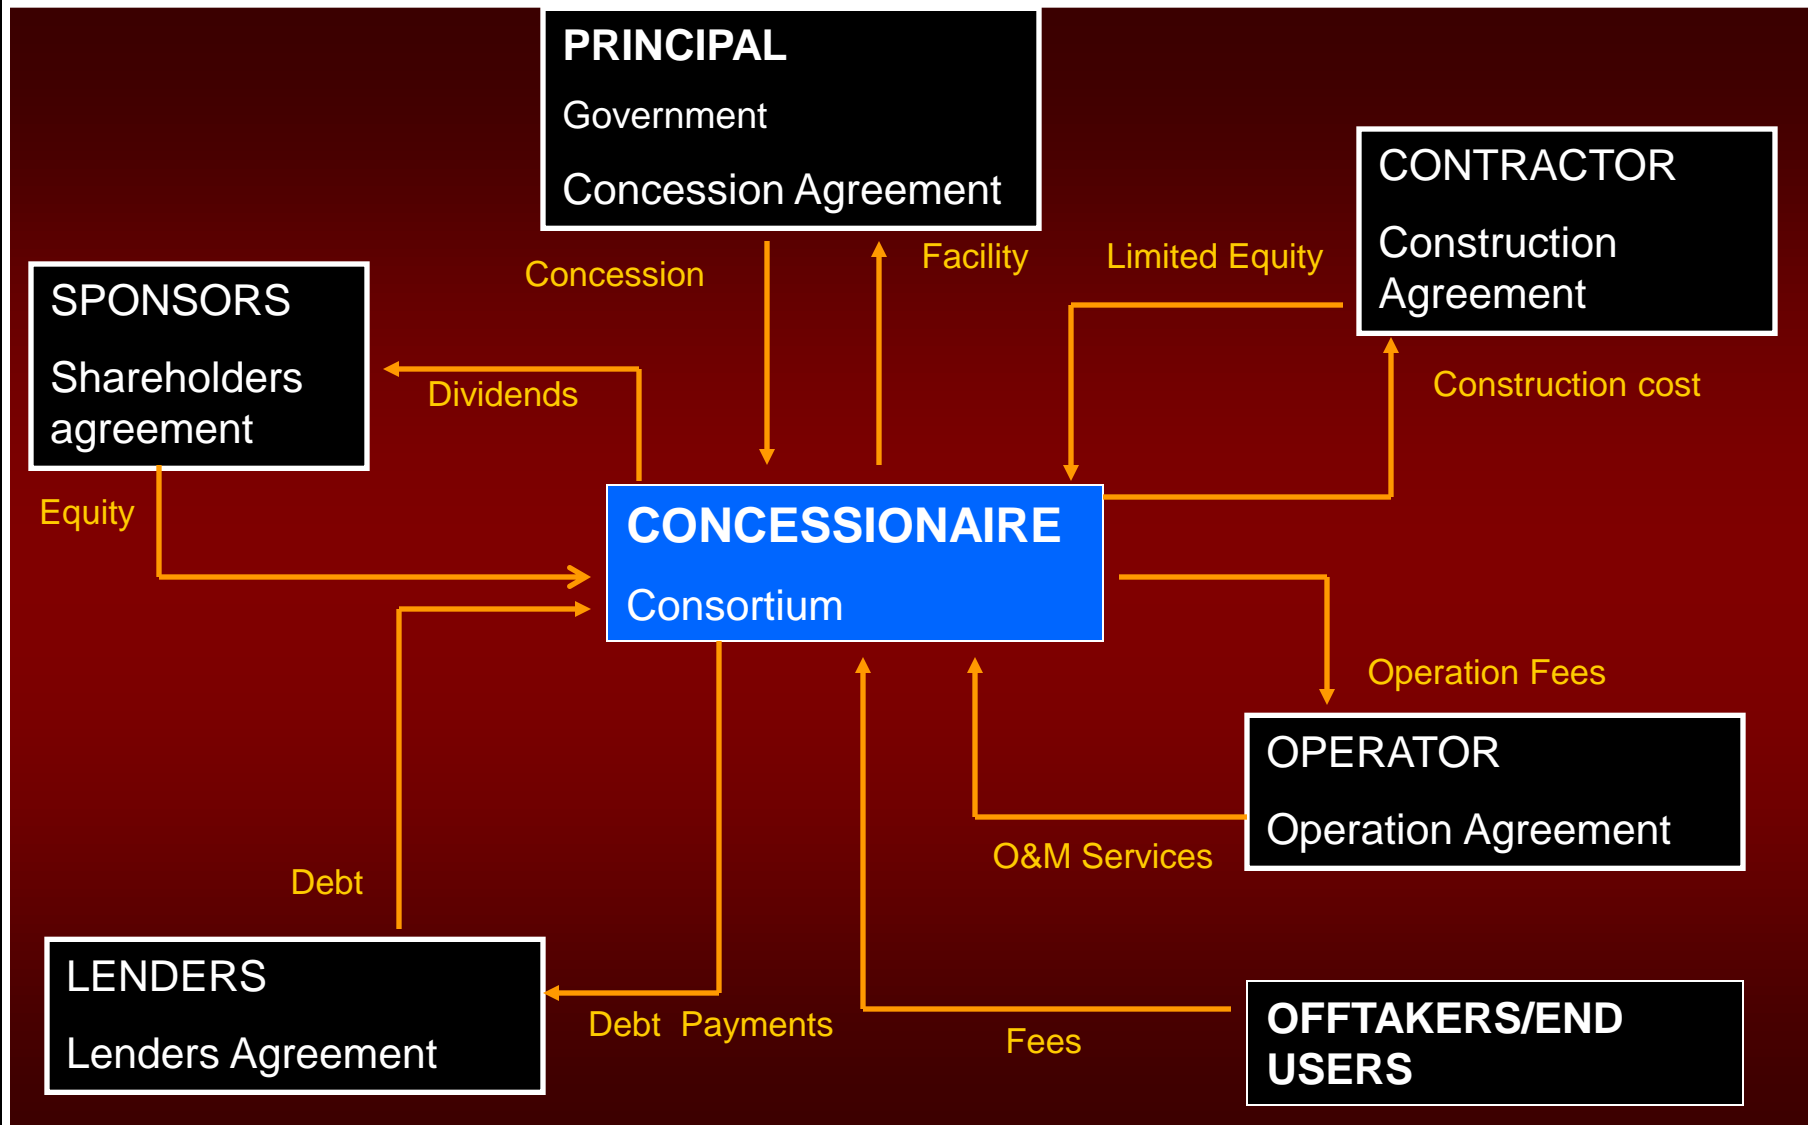 PRINCIPAL
Government
Concession Agreement
CONTRACTOR
Construction
Agreement
SPONSORS
Shareholders
agreement
Concession
Facility
Limited Equity
Dividends
Construction cost
Equity
CONCESSIONAIRE
Consortium
Operation Fees
OPERATOR
Operation Agreement
O&M Services
Debt
LENDERS
Lenders Agreement
Debt Payments
Fees
OFFTAKERS/END
USERS